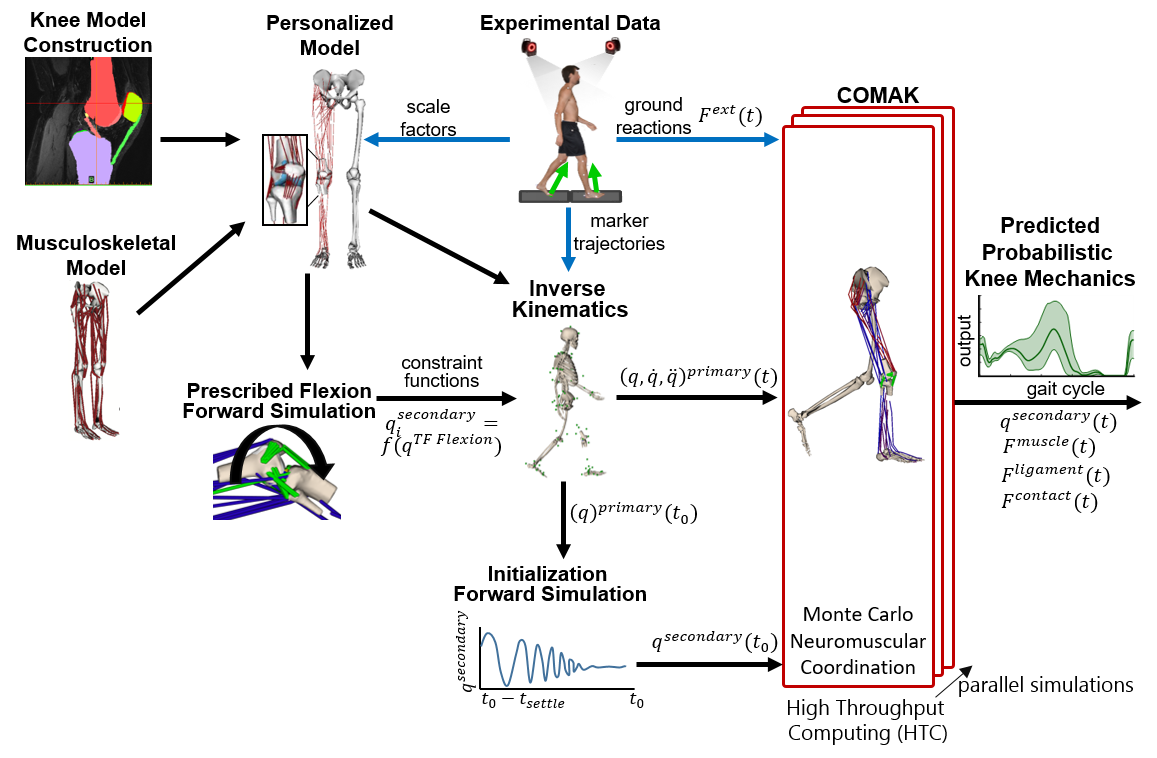 Knee Model
Construction
Personalized
Model
Experimental Data
scale
factors
ground
reactions
F^{ext}(t)
COMAK
marker
trajectories
Musculoskeletal
Model
Inverse
Kinematics
Predicted
Probabilistic
Knee Mechanics
output
gait cycle
Prescribed Flexion
Forward Simulation
constraint
functions
q_i^{secondary} =
f(q^{TF Flexion})
(q, q̇, q̈)^{primary}(t)
q^{secondary}(t)
F^{muscle}(t)
F^{ligament}(t)
F^{contact}(t)
(q)^{primary}(t_0)
Initialization
Forward Simulation
q^{secondary}
t_0 − t_{settle}
t_0
q^{secondary}(t_0)
Monte Carlo
Neuromuscular
Coordination
parallel simulations
High Throughput
Computing (HTC)